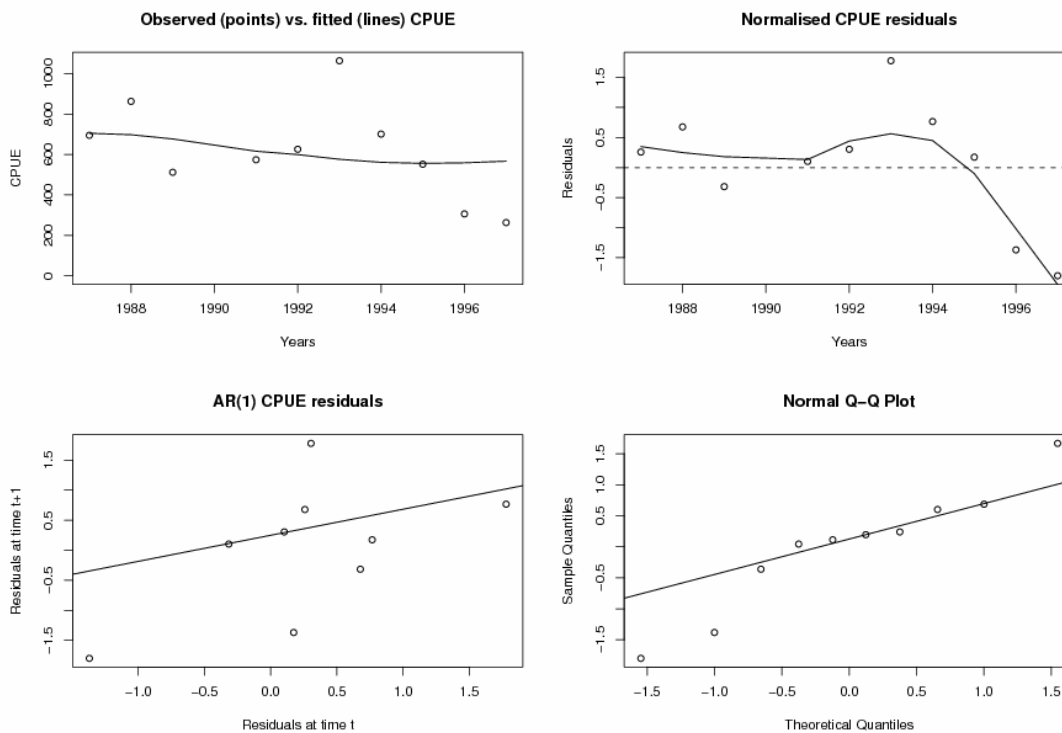 Observed (points) vs. fitted (lines) CPUE
CPUE
0 200 400 600 800 1000
1988 1990 1992 1994 1996
Years
Normalised CPUE residuals
Residuals
−1.5 −0.5 0.5 1.5
1988 1990 1992 1994 1996
Years
AR(1) CPUE residuals
Residuals at time t+1
−1.5 −0.5 0.5 1.5
−1.0 −0.5 0.0 0.5 1.0 1.5
Residuals at time t
Normal Q−Q Plot
Sample Quantiles
−1.5 −0.5 0.5 1.0 1.5
−1.5 −1.0 −0.5 0.0 0.5 1.0 1.5
Theoretical Quantiles